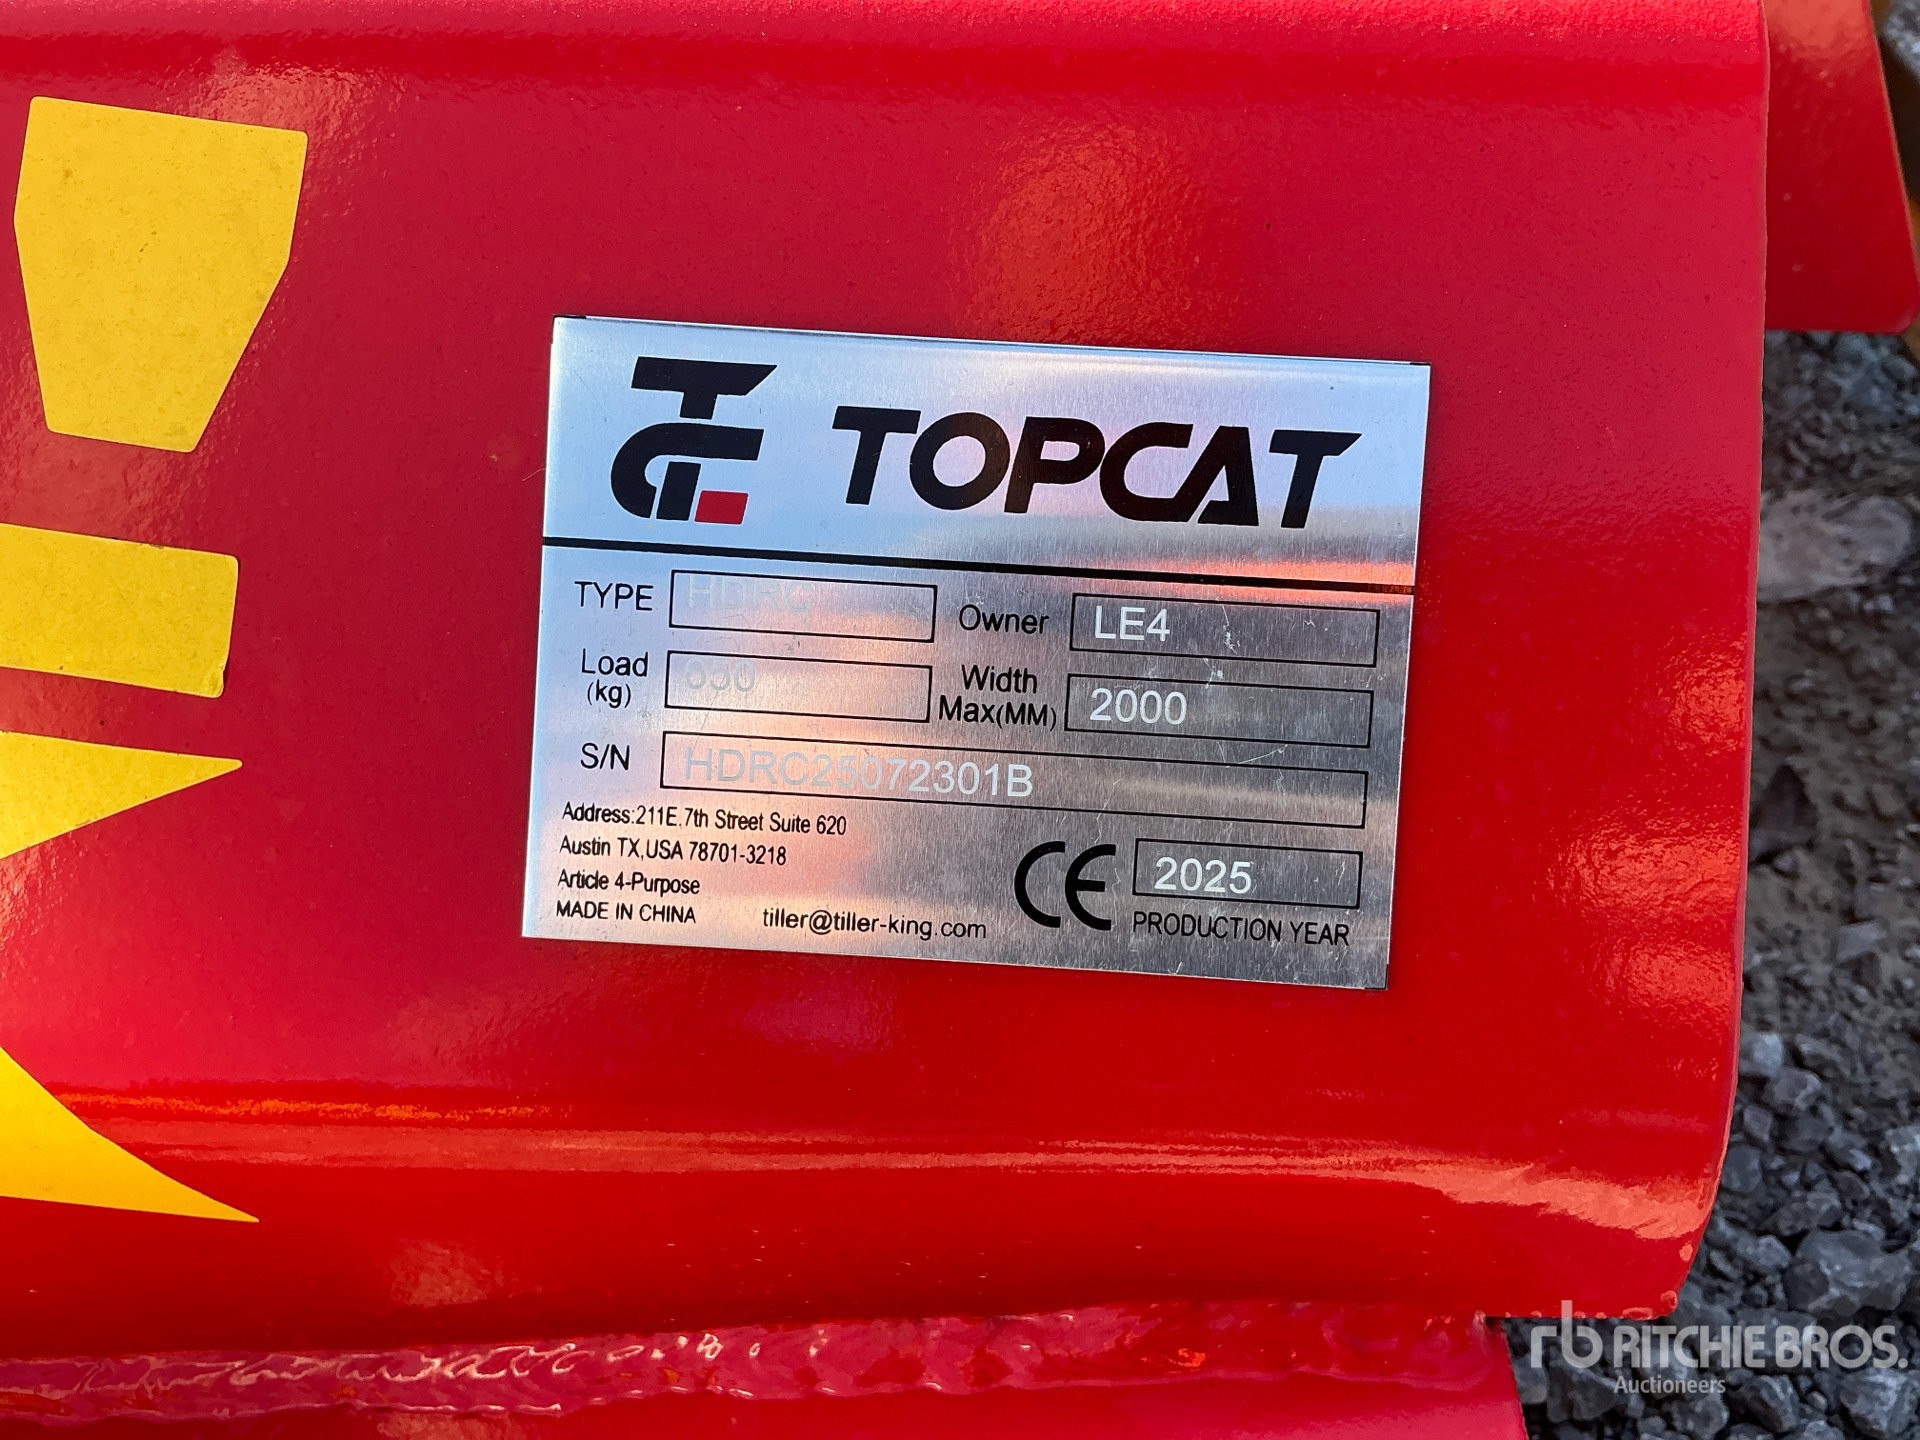 TC TOPCAT
TYPE HDRC Owner LE4
Load (kg) Width Max(MM) 2000
S/N HDRC25072301B
Address:211E.7th Street Suite 620
Austin TX,USA 78701-3218
Article 4-Purpose
MADE IN CHINA tiller@tiller-king.com
CE 2025
PRODUCTION YEAR
rb RITCHIE BROS.
Auctioneers